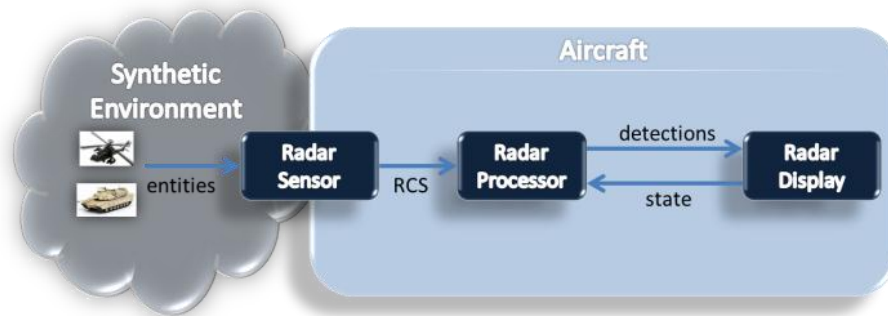 Synthetic
Environment
entities
Radar
Sensor
Aircraft
RCS
Radar
Processor
detections
state
Radar
Display